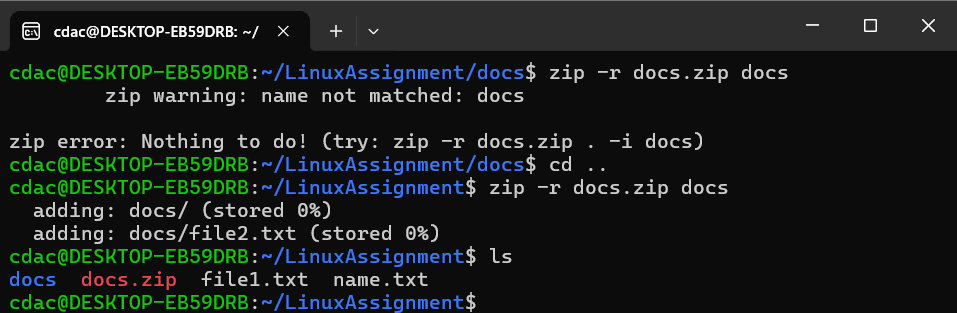 cdac@DESKTOP-EB59DRB: ~/
cdac@DESKTOP-EB59DRB:~/LinuxAssignment/docs$ zip -r docs.zip docs
        zip warning: name not matched: docs
zip error: Nothing to do! (try: zip -r docs.zip . -i docs)
cdac@DESKTOP-EB59DRB:~/LinuxAssignment/docs$ cd ..
cdac@DESKTOP-EB59DRB:~/LinuxAssignment$ zip -r docs.zip docs
  adding: docs/ (stored 0%)
  adding: docs/file2.txt (stored 0%)
cdac@DESKTOP-EB59DRB:~/LinuxAssignment$ ls
docs  docs.zip  file1.txt  name.txt
cdac@DESKTOP-EB59DRB:~/LinuxAssignment$